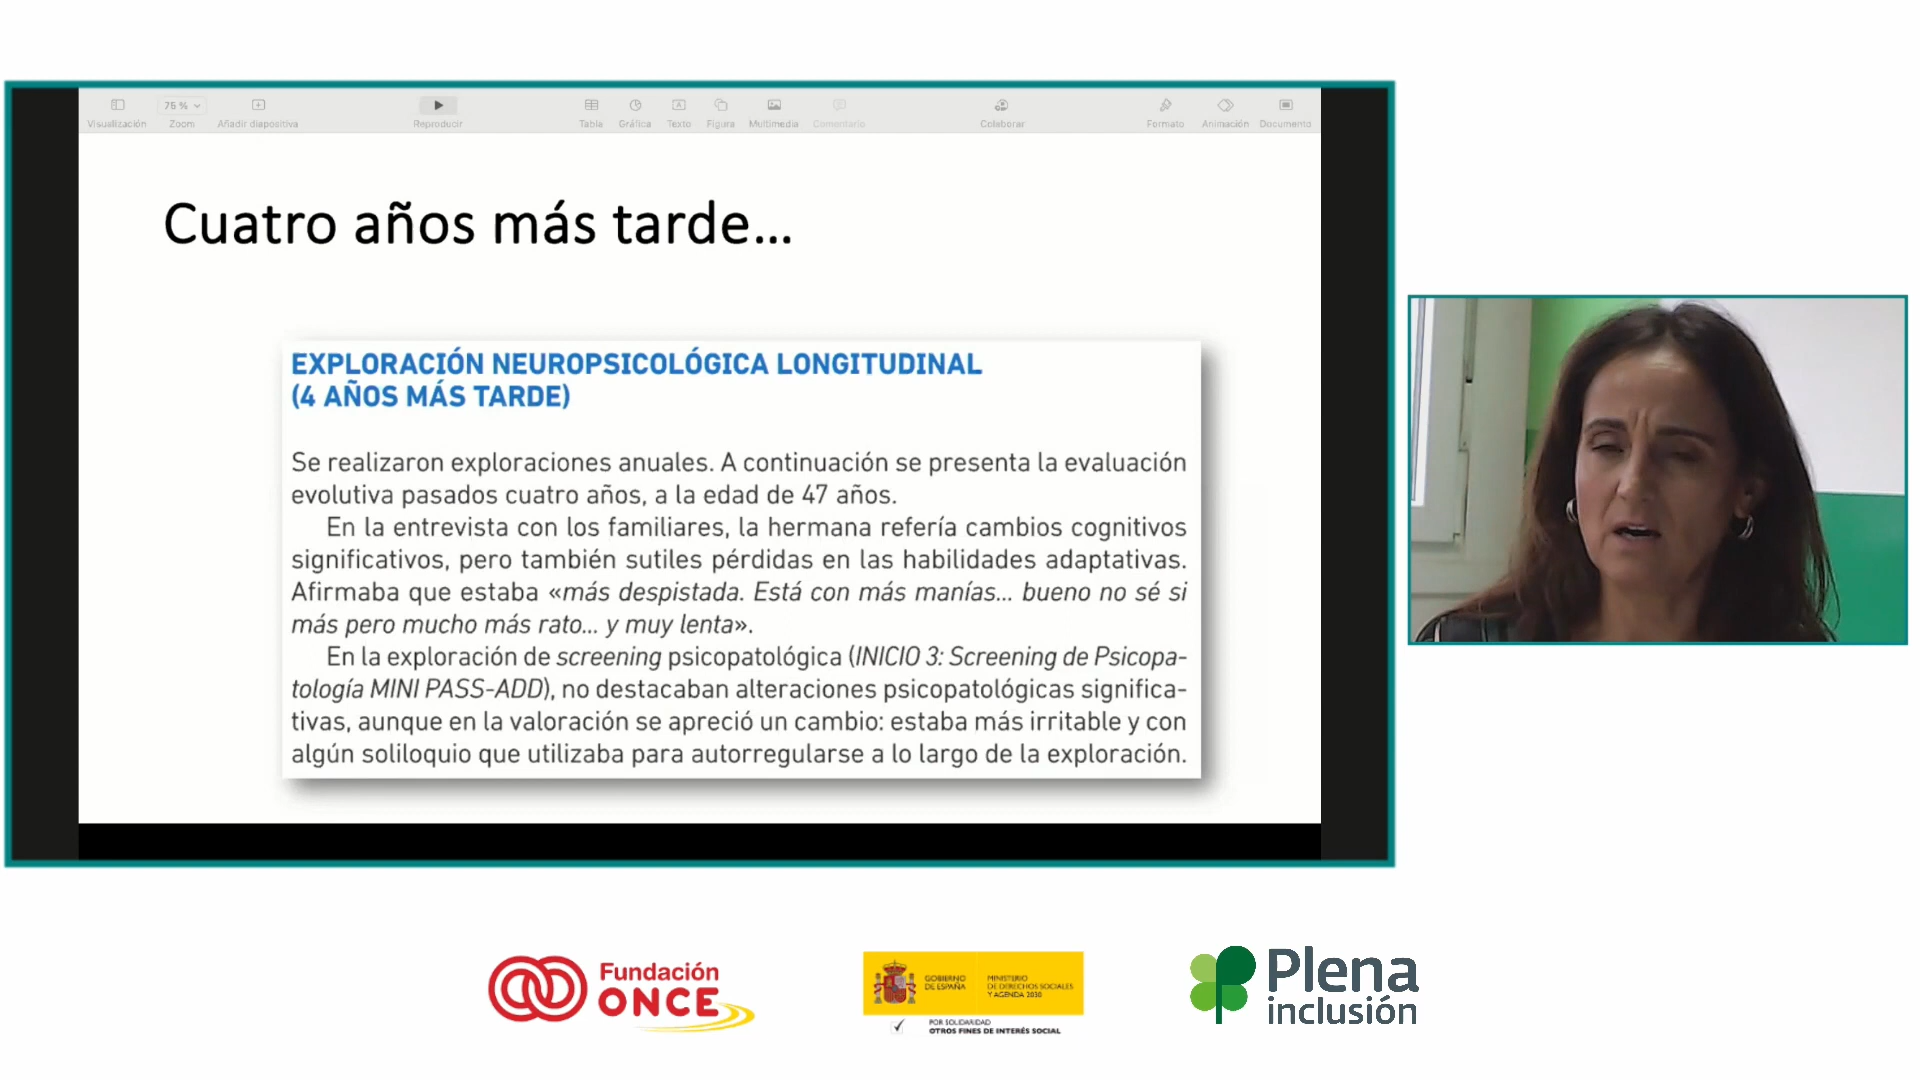 Visualización
75 %
Zoom
Añadir diapositiva
Reproducir
Tabla
Gráfica
Texto
Figura
Multimedia
Comentario
Colaborar
Formato
Animación
Documento
Cuatro años más tarde...
EXPLORACIÓN NEUROPSICOLÓGICA LONGITUDINAL
(4 AÑOS MÁS TARDE)
Se realizaron exploraciones anuales. A continuación se presenta la evaluación
evolutiva pasados cuatro años, a la edad de 47 años.
En la entrevista con los familiares, la hermana refería cambios cognitivos
significativos, pero también sutiles pérdidas en las habilidades adaptativas.
Afirmaba que estaba «más despistada. Está con más manías... bueno no sé si
más pero mucho más rato... y muy lenta».
En la exploración de screening psicopatológica (INICIO 3: Screening de Psicopa-
tología MINI PASS-ADD), no destacaban alteraciones psicopatológicas significa-
tivas, aunque en la valoración se apreció un cambio: estaba más irritable y con
algún soliloquio que utilizaba para autorregularse a lo largo de la exploración.
Fundación
ONCE
GOBIERNO
DE ESPAÑA
MINISTERIO
DE DERECHOS SOCIALES
Y AGENDA 2030
POR SOLIDARIDAD
OTROS FINES DE INTERÉS SOCIAL
Plena
inclusión